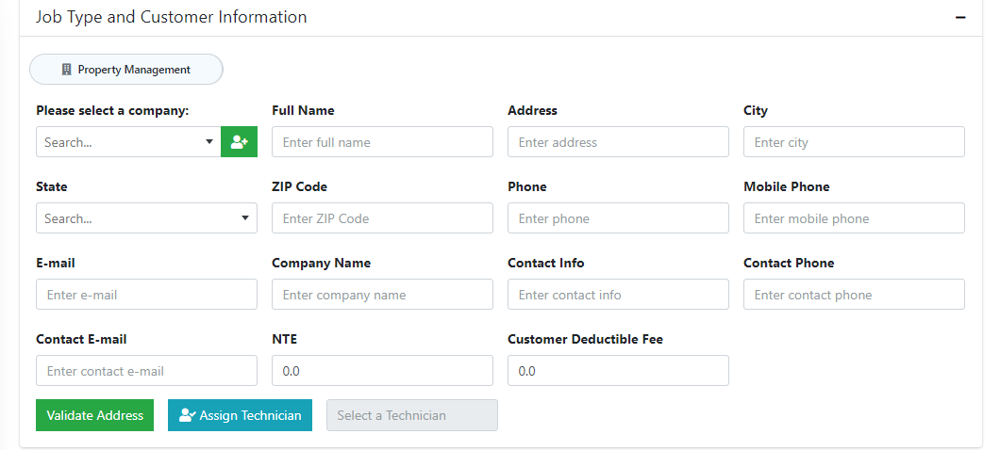 Job Type and Customer Information
Property Management
Please select a company: Full Name Address City
Search... Enter full name Enter address Enter city
State ZIP Code Phone Mobile Phone
Search... Enter ZIP Code Enter phone Enter mobile phone
E-mail Company Name Contact Info Contact Phone
Enter e-mail Enter company name Enter contact info Enter contact phone
Contact E-mail NTE Customer Deductible Fee
Enter contact e-mail 0.0 0.0
Validate Address Assign Technician Select a Technician